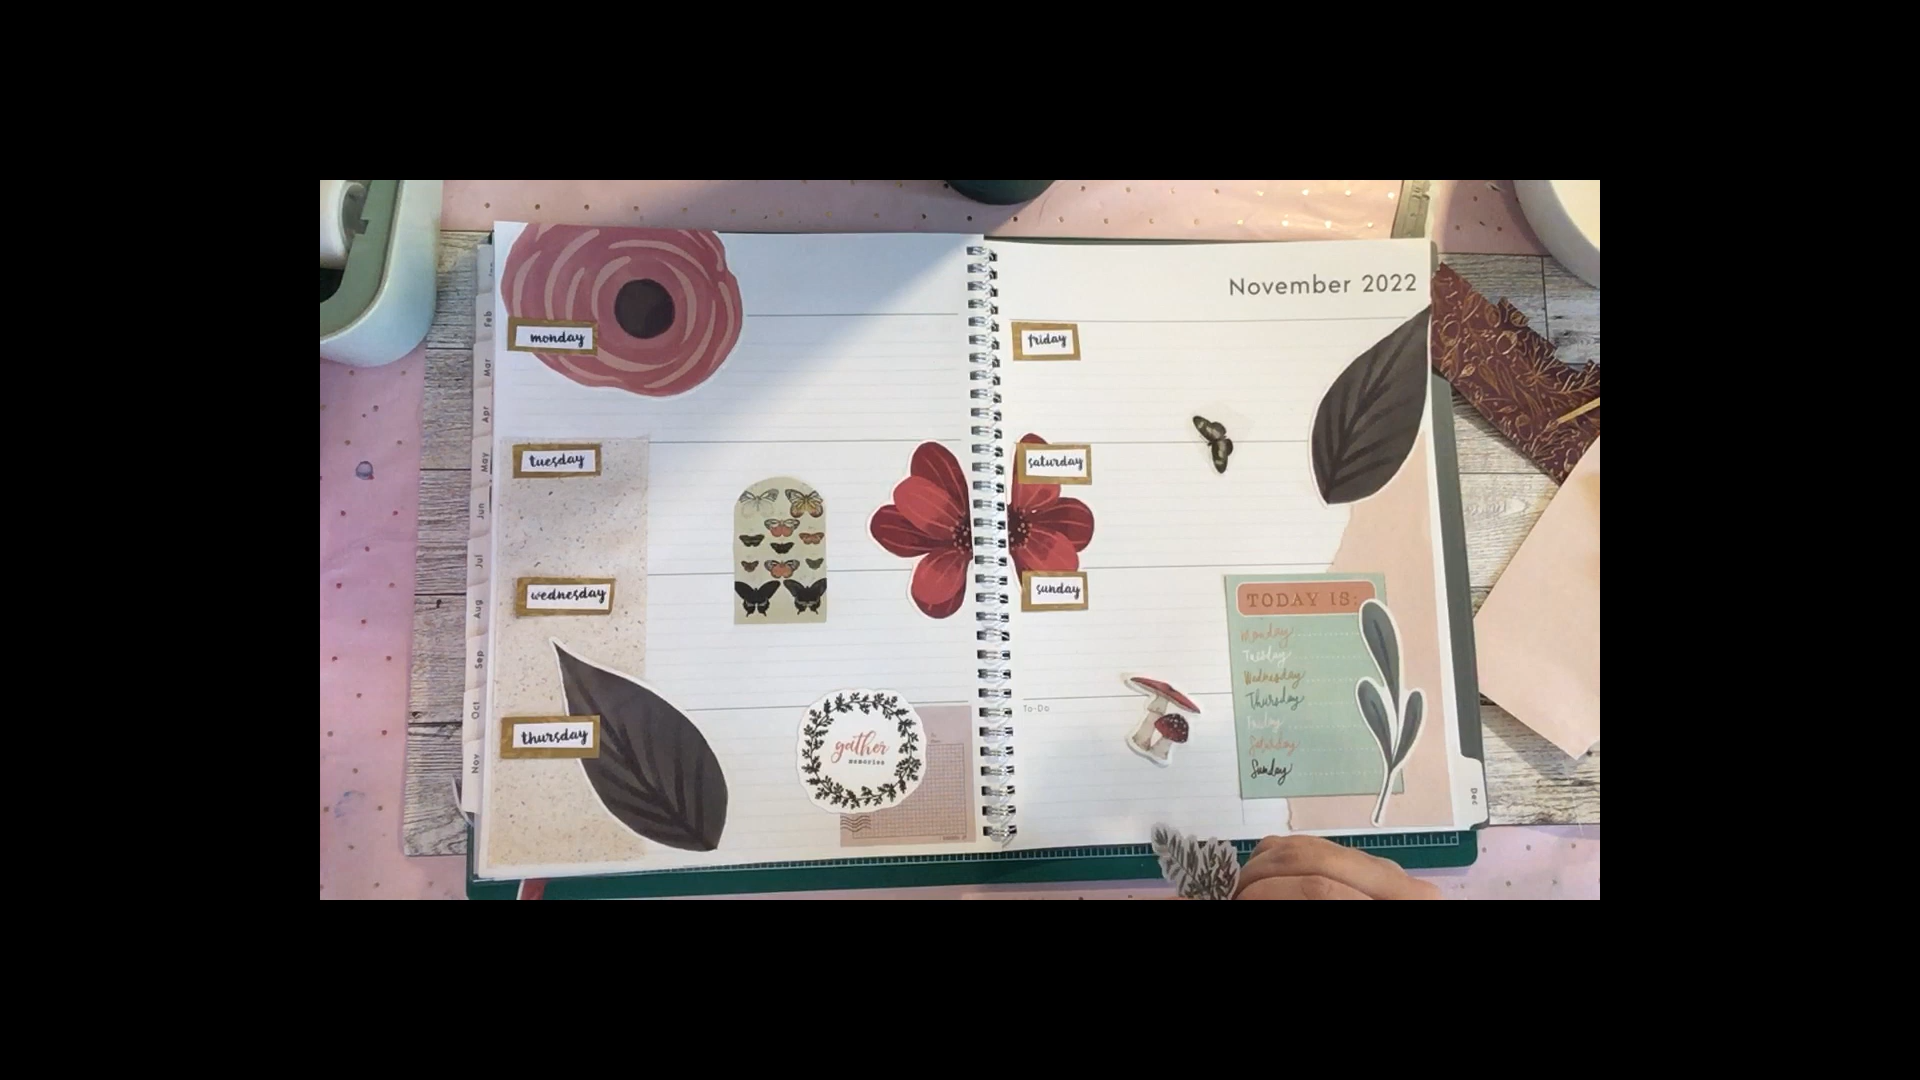 November 2022
Feb
Mar
Apr
May
Jun
Jul
Aug
Sep
Oct
Nov
monday
tuesday
wednesday
thursday
gather
memories
friday
saturday
sunday
To-Do
TODAY IS:
Monday
Tuesday
Wednesday
Thursday
Friday
Saturday
Sunday
Dec